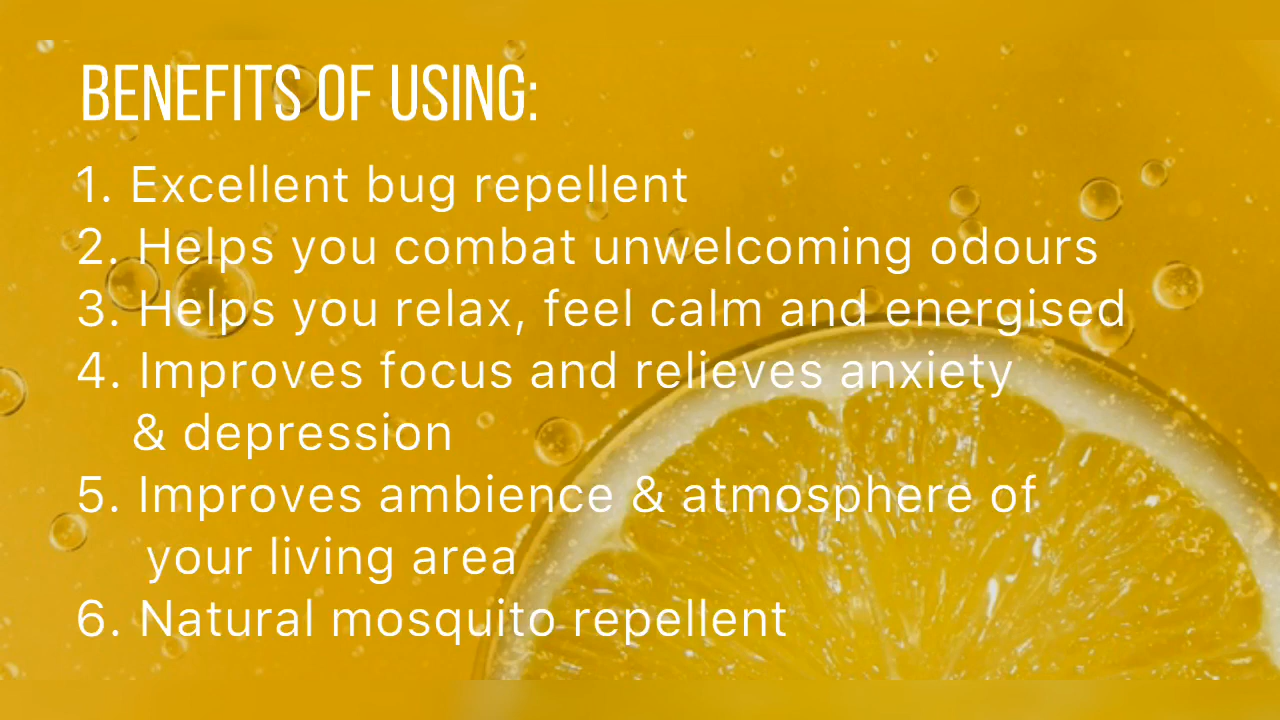 BENEFITS OF USING:
1. Excellent bug repellent
2. Helps you combat unwelcoming odours
3. Helps you relax, feel calm and energised
4. Improves focus and relieves anxiety
& depression
5. Improves ambience & atmosphere of
your living area
6. Natural mosquito repellent